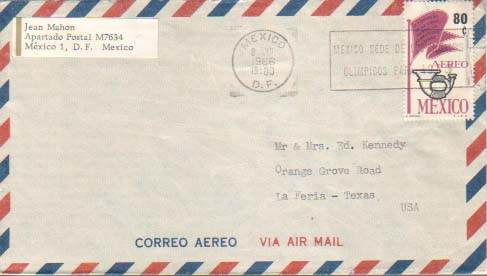 Jean Mahon
Apartado Postal M7634
México 1, D. F. Mexico
MEXICO
1966
D. F.
MEXICO SEDE DE
OLIMPICOS
80
c
AEREO
MEXICO
Mr & Mrs. Ed. Kennedy
Orange Grove Road
La Feria - Texas
USA
CORREO AEREO VIA AIR MAIL